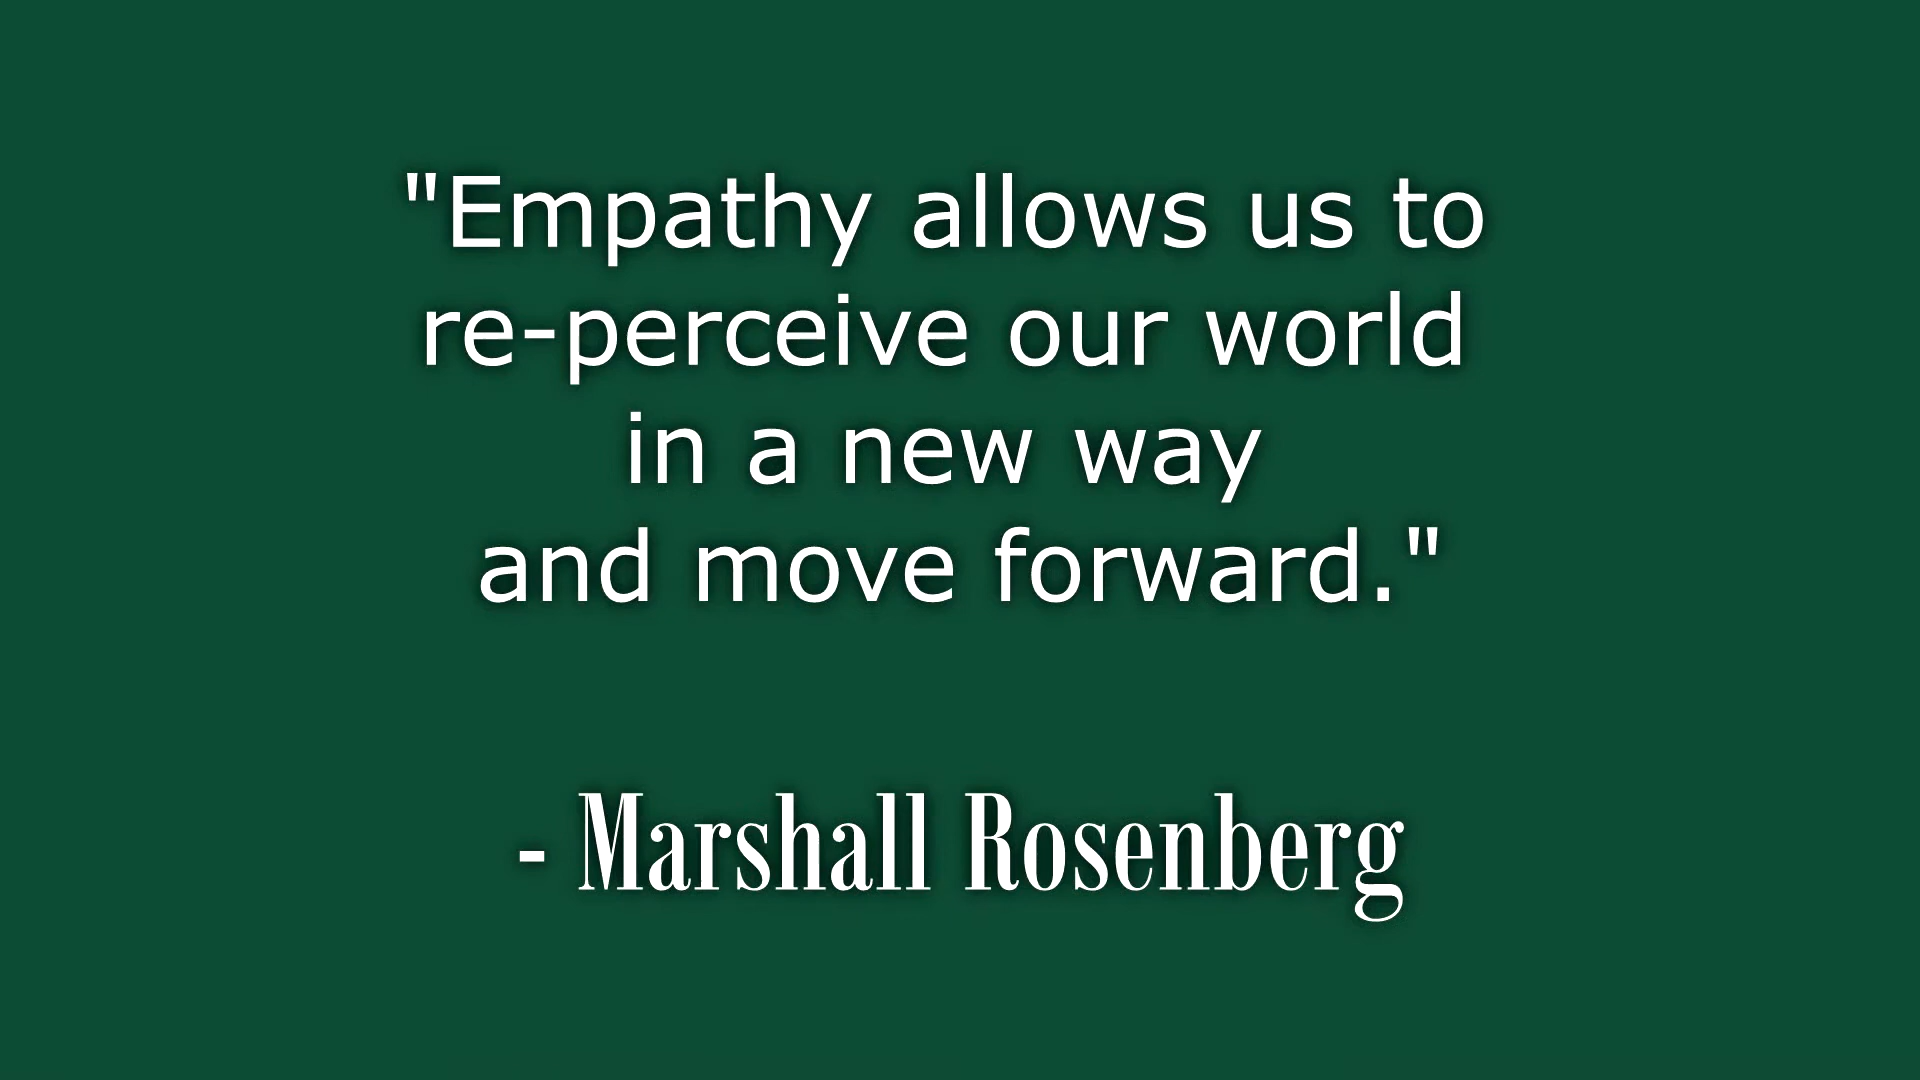 "Empathy allows us to
re-perceive our world
in a new way
and move forward."
- Marshall Rosenberg